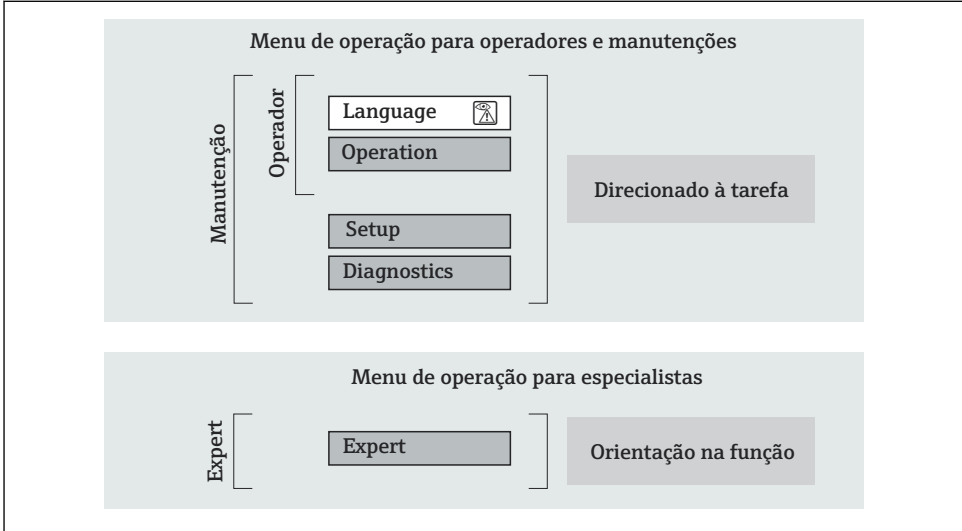 Menu de operação para operadores e manutenções
Manutenção
Operador
Language
Operation
Setup
Diagnostics
Direcionado à tarefa
Menu de operação para especialistas
Expert
Expert
Orientação na função